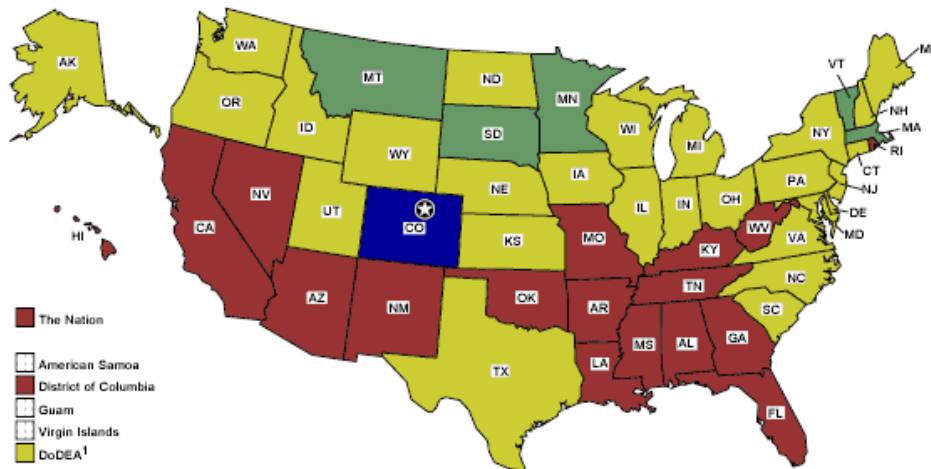 AK
WA
MT
ND
MN
VT
M
OR
ID
SD
WI
MI
NY
NH
MA
RI
WY
IA
CT
NV
NE
PA
NJ
UT
CO
IL
IN
OH
DE
CA
KS
MO
WV
VA
MD
HI
KY
AZ
NM
OK
AR
TN
NC
SC
The Nation
MS
AL
GA
American Samoa
TX
LA
District of Columbia
Guam
FL
Virgin Islands
DoDEA1